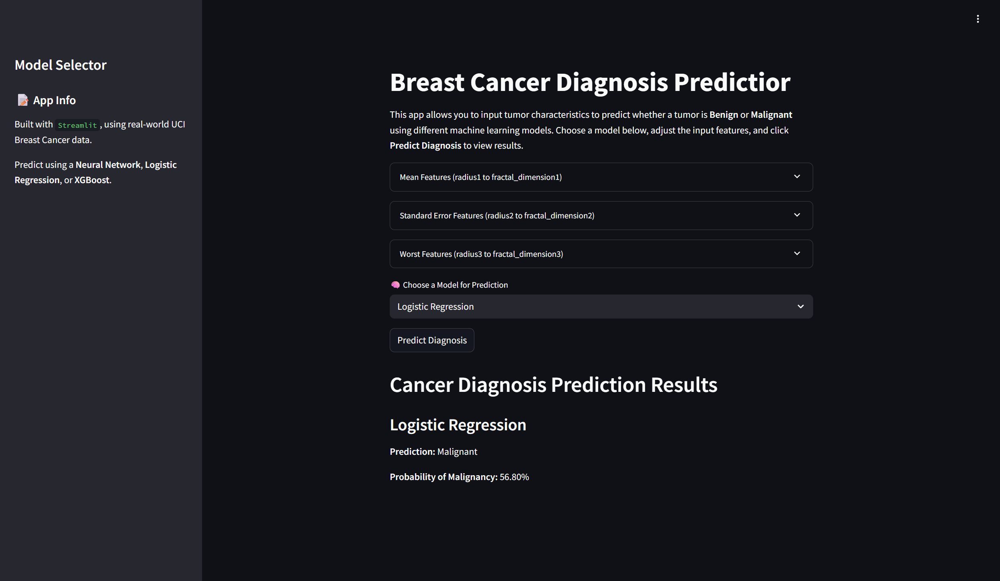 Model Selector
App Info
Built with Streamlit, using real-world UCI
Breast Cancer data.
Predict using a Neural Network, Logistic
Regression, or XGBoost.
Breast Cancer Diagnosis Predictior
This app allows you to input tumor characteristics to predict whether a tumor is Benign or Malignant
using different machine learning models. Choose a model below, adjust the input features, and click
Predict Diagnosis to view results.
Mean Features (radius1 to fractal_dimension1)
Standard Error Features (radius2 to fractal_dimension2)
Worst Features (radius3 to fractal_dimension3)
Choose a Model for Prediction
Logistic Regression
Predict Diagnosis
Cancer Diagnosis Prediction Results
Logistic Regression
Prediction: Malignant
Probability of Malignancy: 56.80%